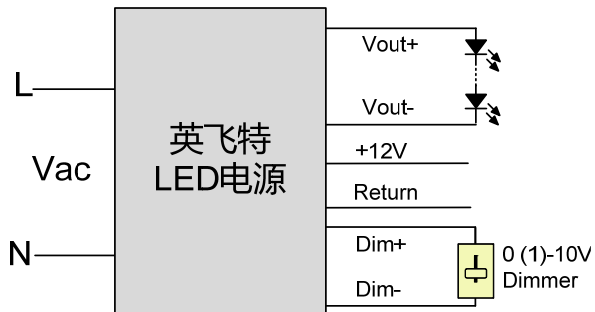 L
Vac
N
英飞特
LED电源
Vout+
Vout-
+12V
Return
Dim+
Dim-
0 (1)-10V
Dimmer